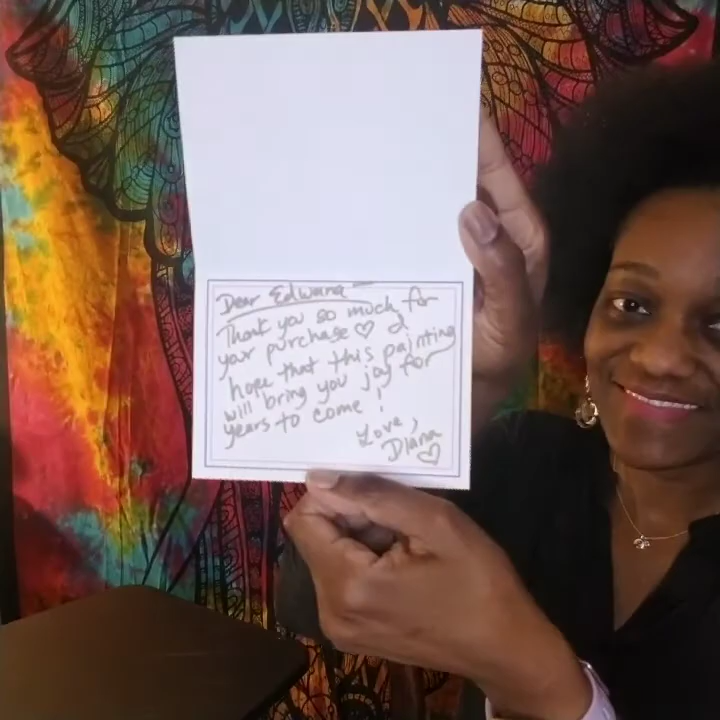 Dear Edwana —
Thank you so much for
your purchase ♡ I
hope that this painting
will bring you joy for
years to come!
Love,
Diana
♡